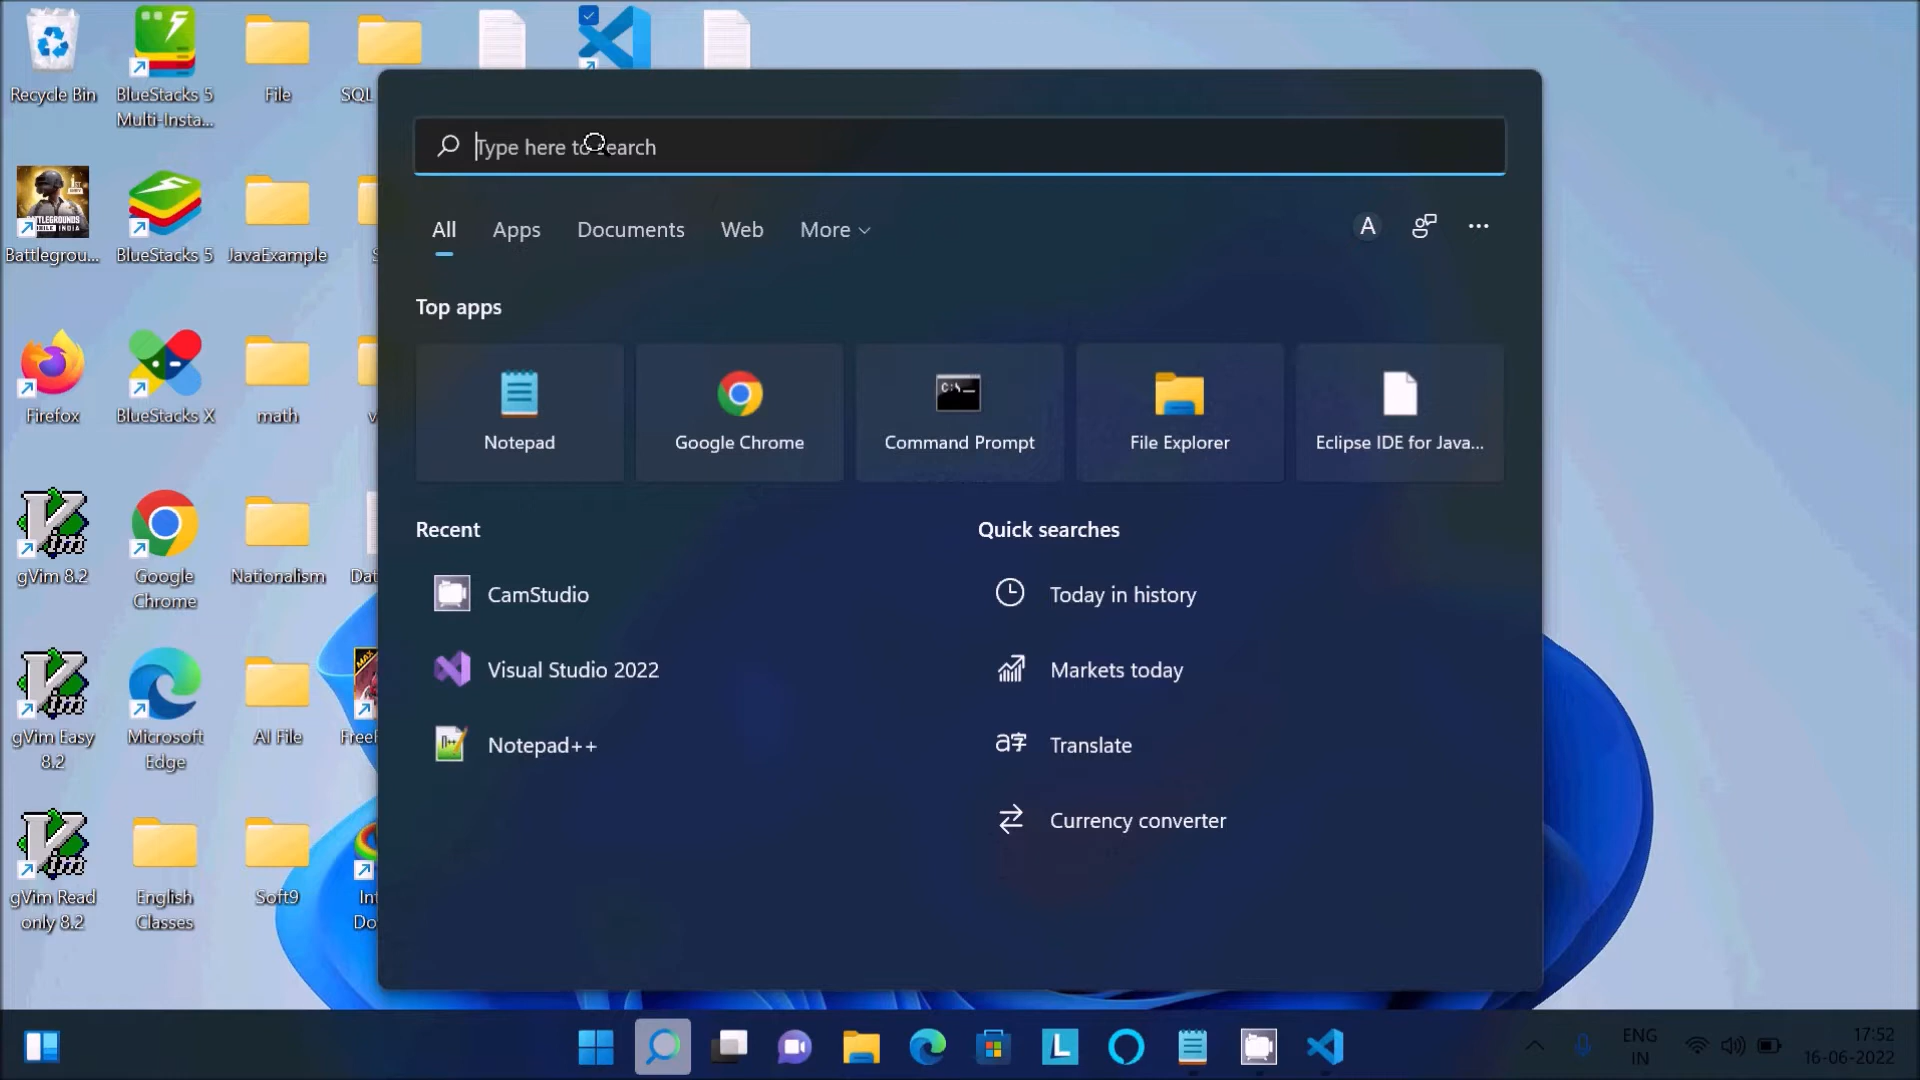 Recycle Bin
BlueStacks 5
Multi-Insta...
File
SQL
Battlegrou...
BlueStacks 5
JavaExample
Firefox
BlueStacks X
math
gVim 8.2
Google
Chrome
Nationalism
gVim Easy
8.2
Microsoft
Edge
AI File
gVim Read
only 8.2
English
Classes
Soft9
Type here to search
All
Apps
Documents
Web
More
A
Top apps
Notepad
Google Chrome
Command Prompt
File Explorer
Eclipse IDE for Java...
Recent
CamStudio
Visual Studio 2022
Notepad++
Quick searches
Today in history
Markets today
Translate
Currency converter
ENG
IN
17:52
16-06-2022